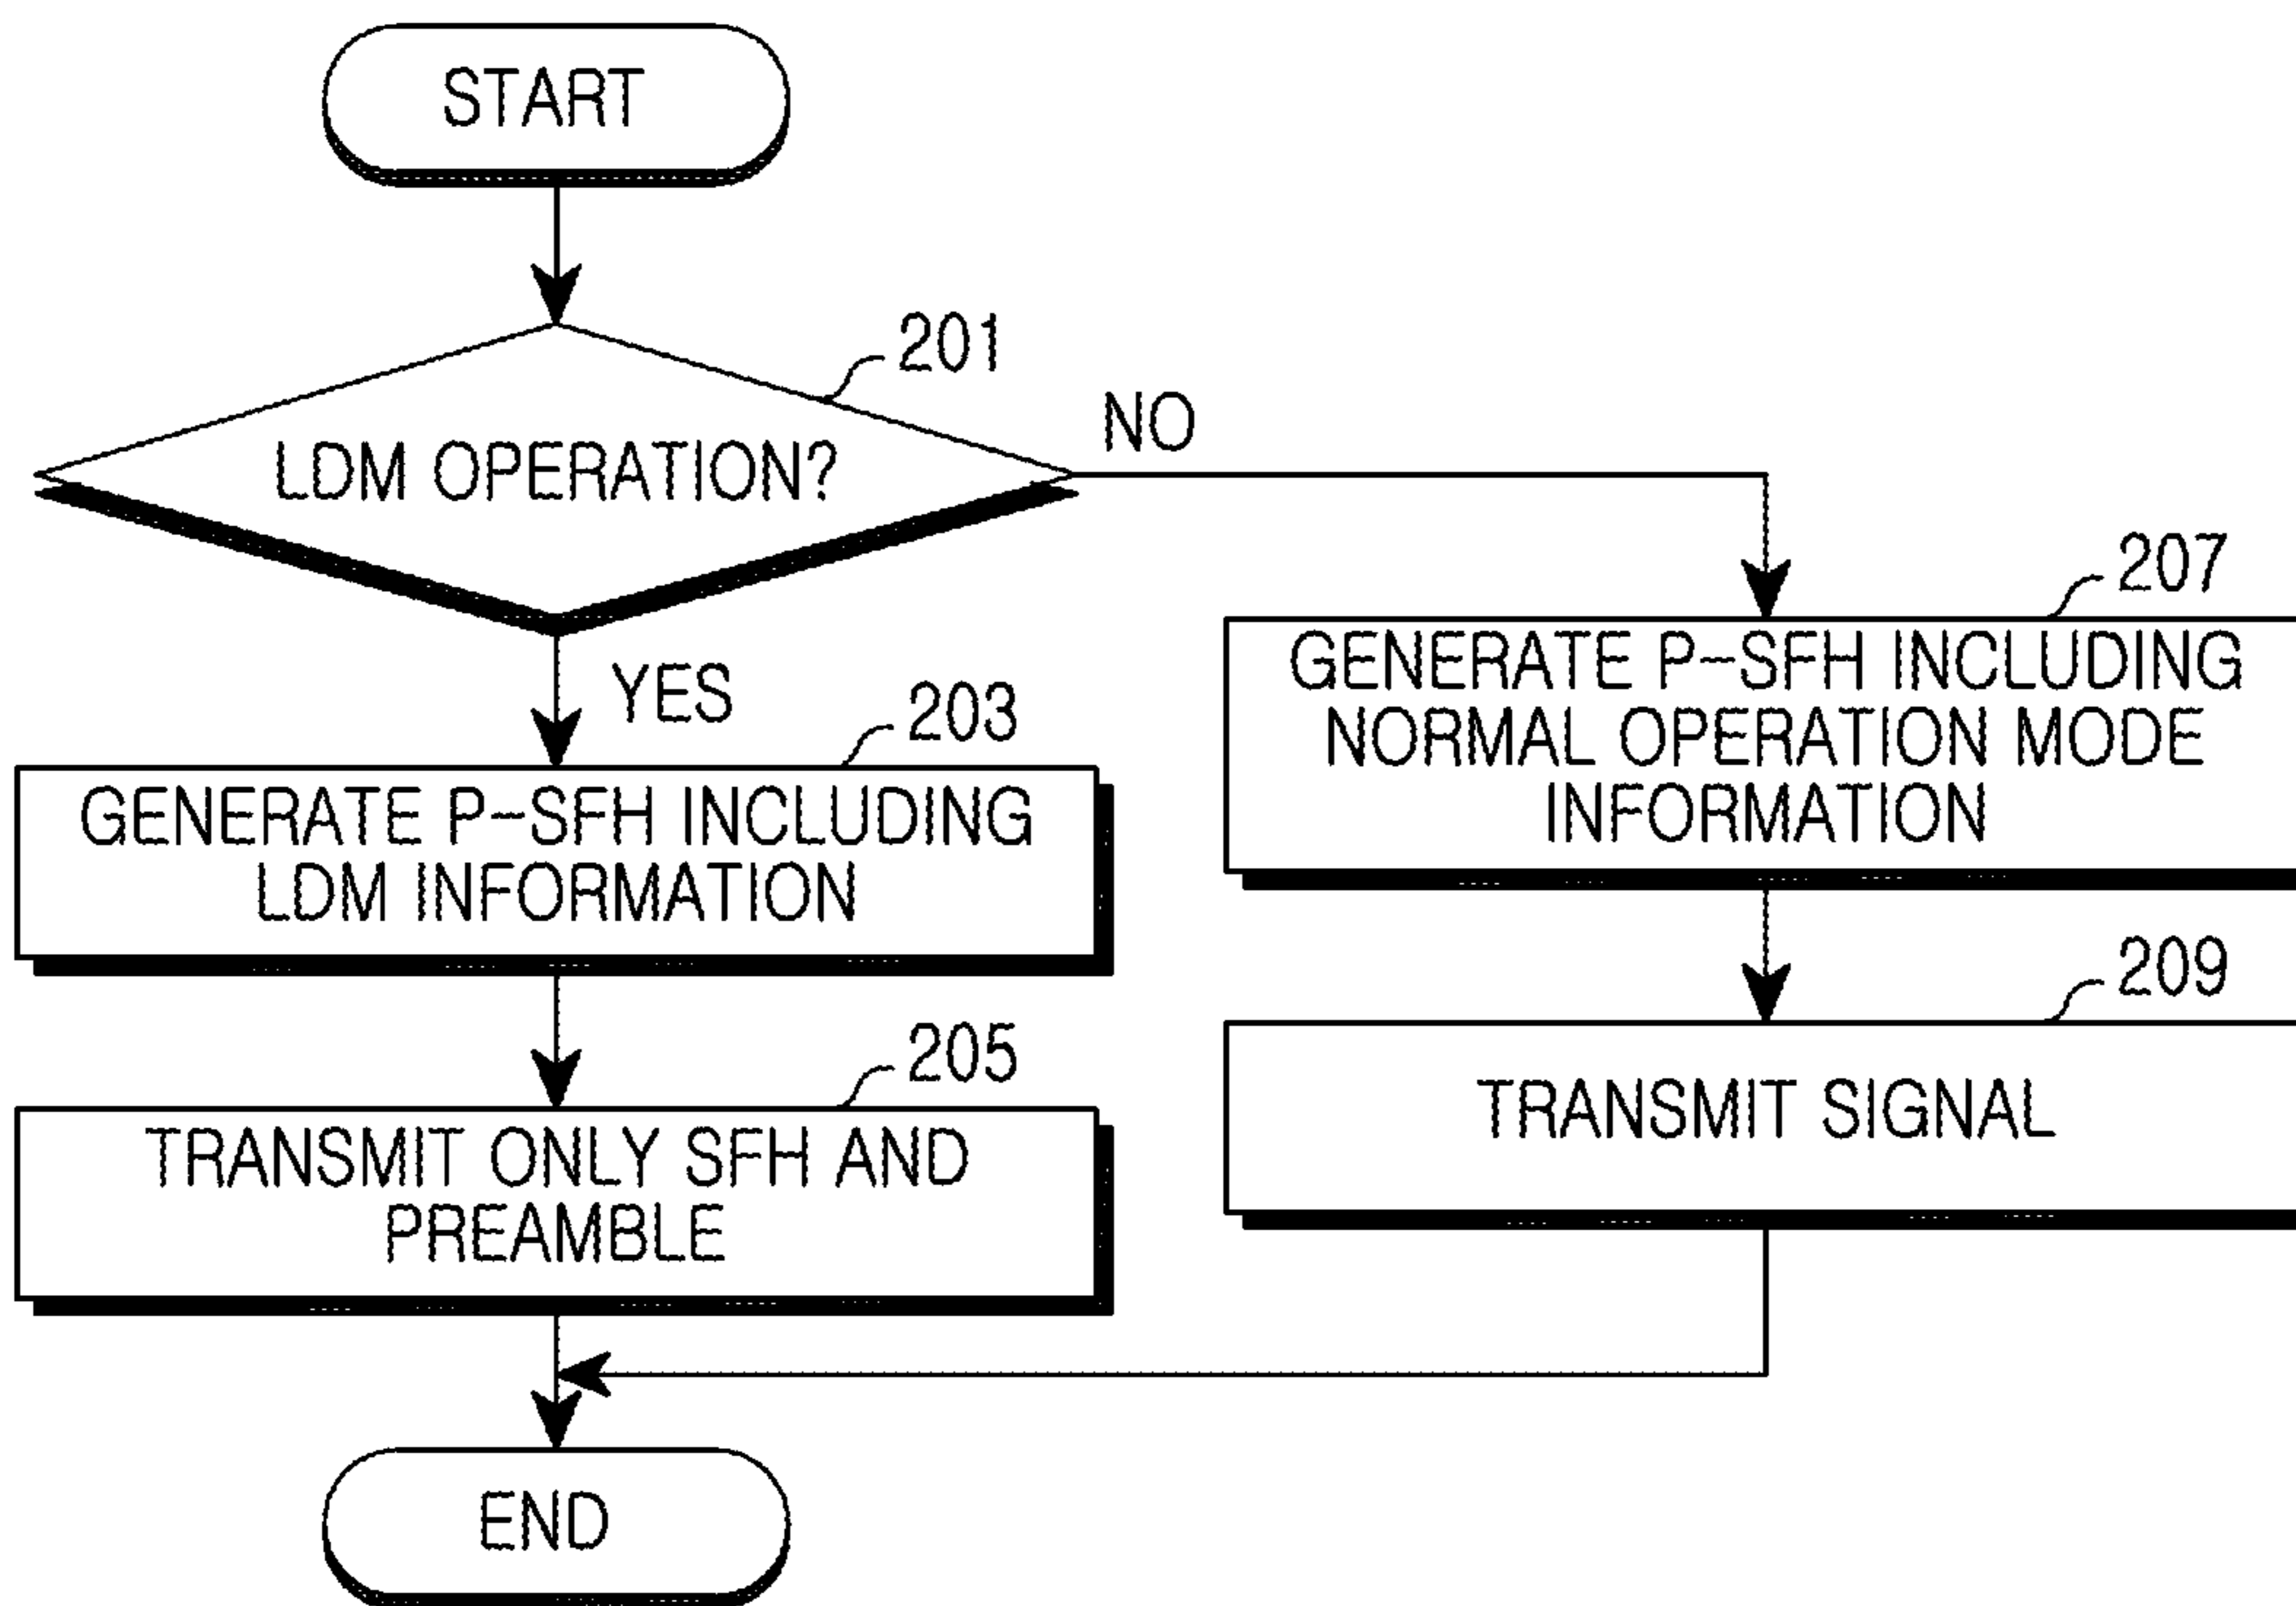 START
201
LDM OPERATION?
NO
YES
203
GENERATE P-SFH INCLUDING
LDM INFORMATION
205
TRANSMIT ONLY SFH AND
PREAMBLE
207
GENERATE P-SFH INCLUDING
NORMAL OPERATION MODE
INFORMATION
209
TRANSMIT SIGNAL
END